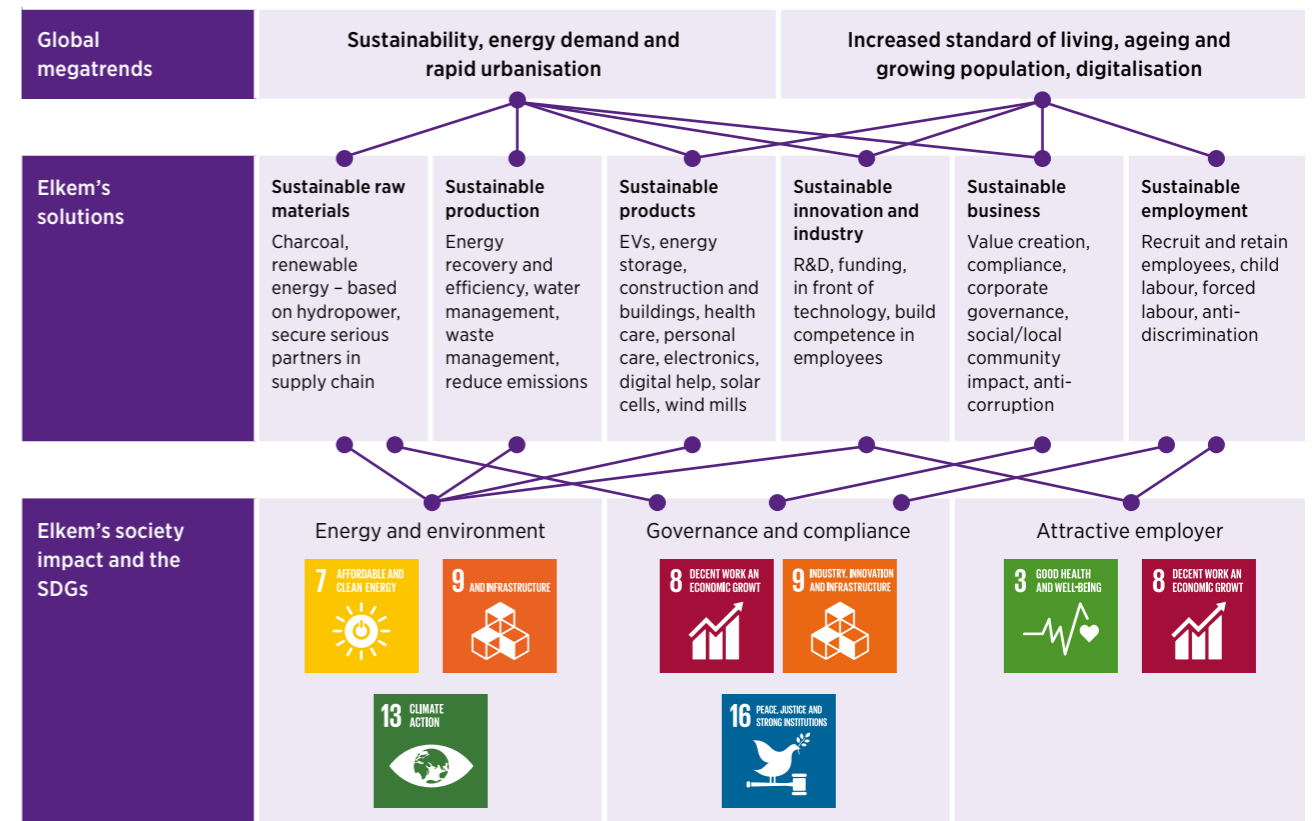 Global
megatrends
Sustainability, energy demand and
rapid urbanisation
Increased standard of living, ageing and
growing population, digitalisation
Elkem’s
solutions
Sustainable raw
materials
Charcoal,
renewable
energy – based
on hydropower,
secure serious
partners in
supply chain
Sustainable
production
Energy
recovery and
efficiency, water
management,
waste
management,
reduce emissions
Sustainable
products
EVs, energy
storage,
construction and
buildings, health
care, personal
care, electronics,
digital help, solar
cells, wind mills
Sustainable
innovation and
industry
R&D, funding,
in front of
technology, build
competence in
employees
Sustainable
business
Value creation,
compliance,
corporate
governance,
social/local
community
impact, anti-
corruption
Sustainable
employment
Recruit and retain
employees, child
labour, forced
labour, anti-
discrimination
Elkem’s society
impact and the
SDGs
Energy and environment
7 AFFORDABLE AND
CLEAN ENERGY
9 AND INFRASTRUCTURE
13 CLIMATE
ACTION
Governance and compliance
8 DECENT WORK AN
ECONOMIC GROWT
9 INDUSTRY, INNOVATION
AND INFRASTRUCTURE
16 PEACE, JUSTICE AND
STRONG INSTITUTIONS
Attractive employer
3 GOOD HEALTH
AND WELL-BEING
8 DECENT WORK AN
ECONOMIC GROWT